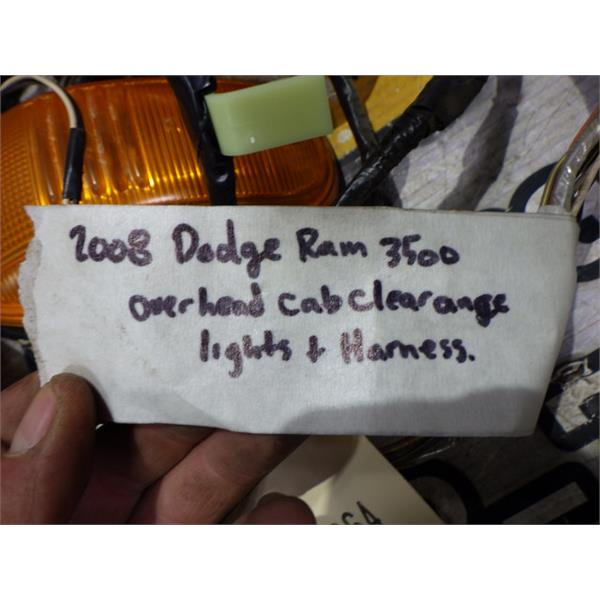 2008 Dodge Ram 3500
overhead cab clearange
lights + Harness.